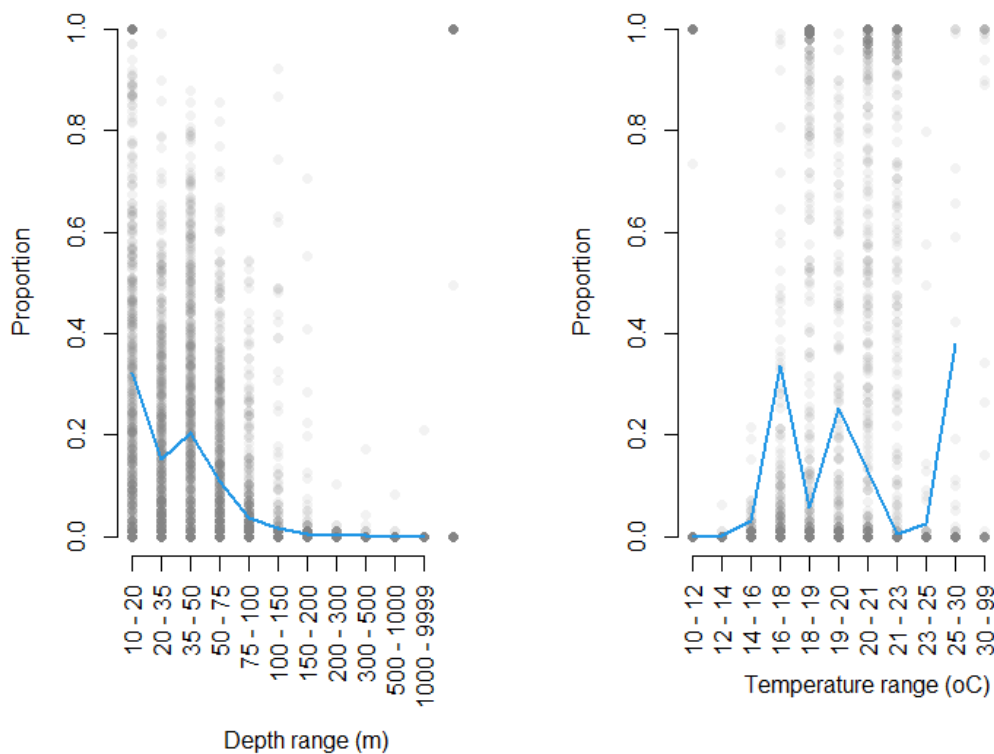 Proportion
0.0 0.2 0.4 0.6 0.8 1.0
10 - 20
20 - 35
35 - 50
50 - 75
75 - 100
100 - 150
150 - 200
200 - 300
300 - 500
500 - 1000
1000 - 9999
Depth range (m)
Proportion
0.0 0.2 0.4 0.6 0.8 1.0
10 - 12
12 - 14
14 - 16
16 - 18
18 - 19
19 - 20
20 - 21
21 - 23
23 - 25
25 - 30
30 - 99
Temperature range (oC)